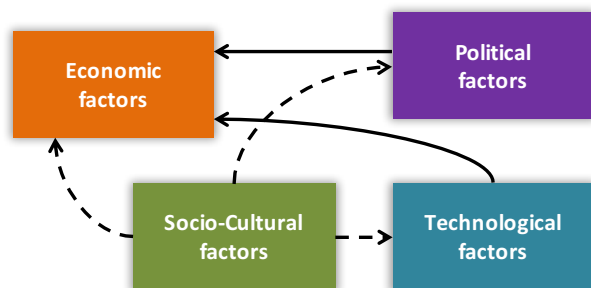 Economic
factors
Political
factors
Socio-Cultural
factors
Technological
factors